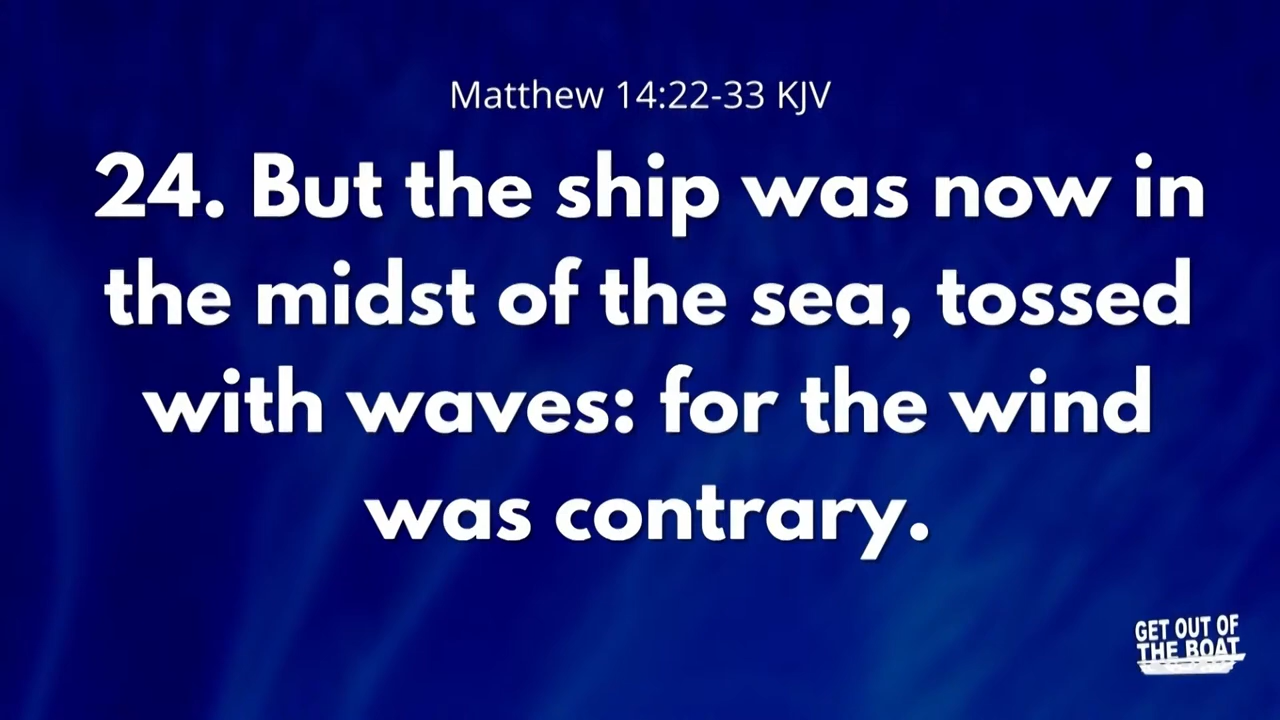 Matthew 14:22-33 KJV
24. But the ship was now in
the midst of the sea, tossed
with waves: for the wind
was contrary.
GET OUT OF
THE BOAT